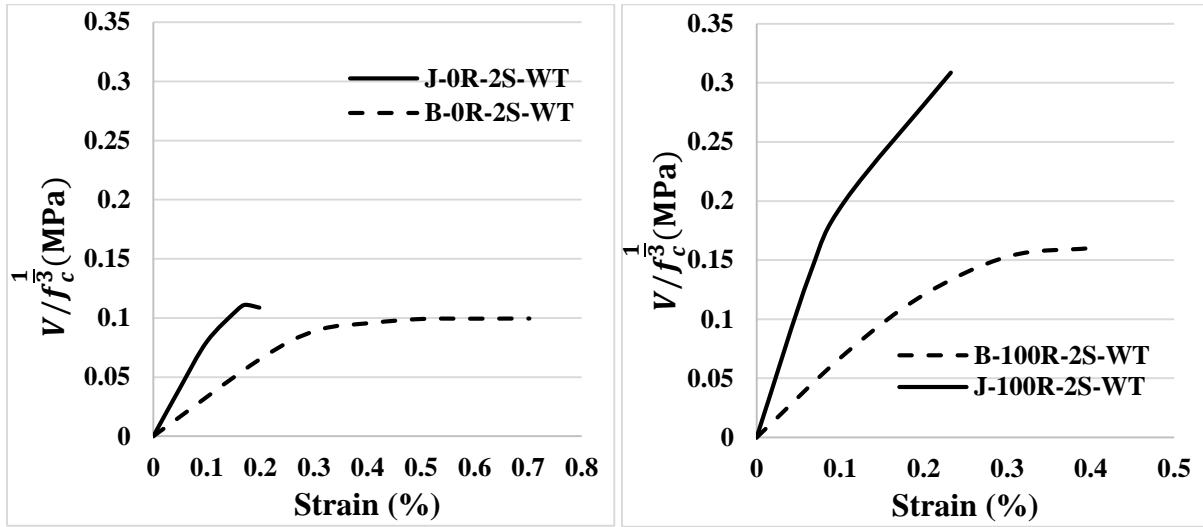 0.35
0.3
0.25
0.2
0.15
0.1
0.05
0
V/f_c^{1/3}(MPa)
J-0R-2S-WT
B-0R-2S-WT
0 0.1 0.2 0.3 0.4 0.5 0.6 0.7 0.8
Strain (%)
0.35
0.3
0.25
0.2
0.15
0.1
0.05
0
V/f_c^{1/3}(MPa)
B-100R-2S-WT
J-100R-2S-WT
0 0.1 0.2 0.3 0.4 0.5
Strain (%)